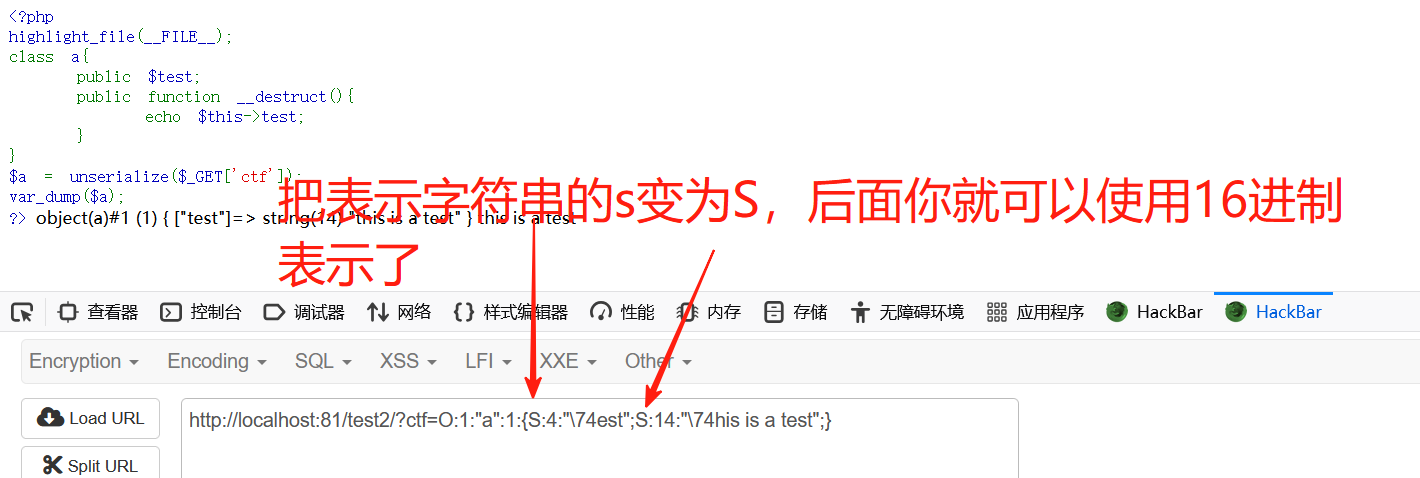 <?php
highlight_file(__FILE__);
class a{
public $test;
public function __destruct(){
echo $this->test;
}
}
$a = unserialize($_GET['ctf']);
var_dump($a);
?> object(a)#1 (1) { ["test"]=> string(14) "this is a test" } this is a test
把表示字符串的s变为S，后面你就可以使用16进制
表示了
查看器 控制台 调试器 网络 样式编辑器 性能 内存 存储 无障碍环境 应用程序 HackBar HackBar
Encryption Encoding SQL XSS LFI XXE Other
Load URL http://localhost:81/test2/?ctf=O:1:"a":1:{S:4:"\74est";S:14:"\74his is a test";}
Split URL